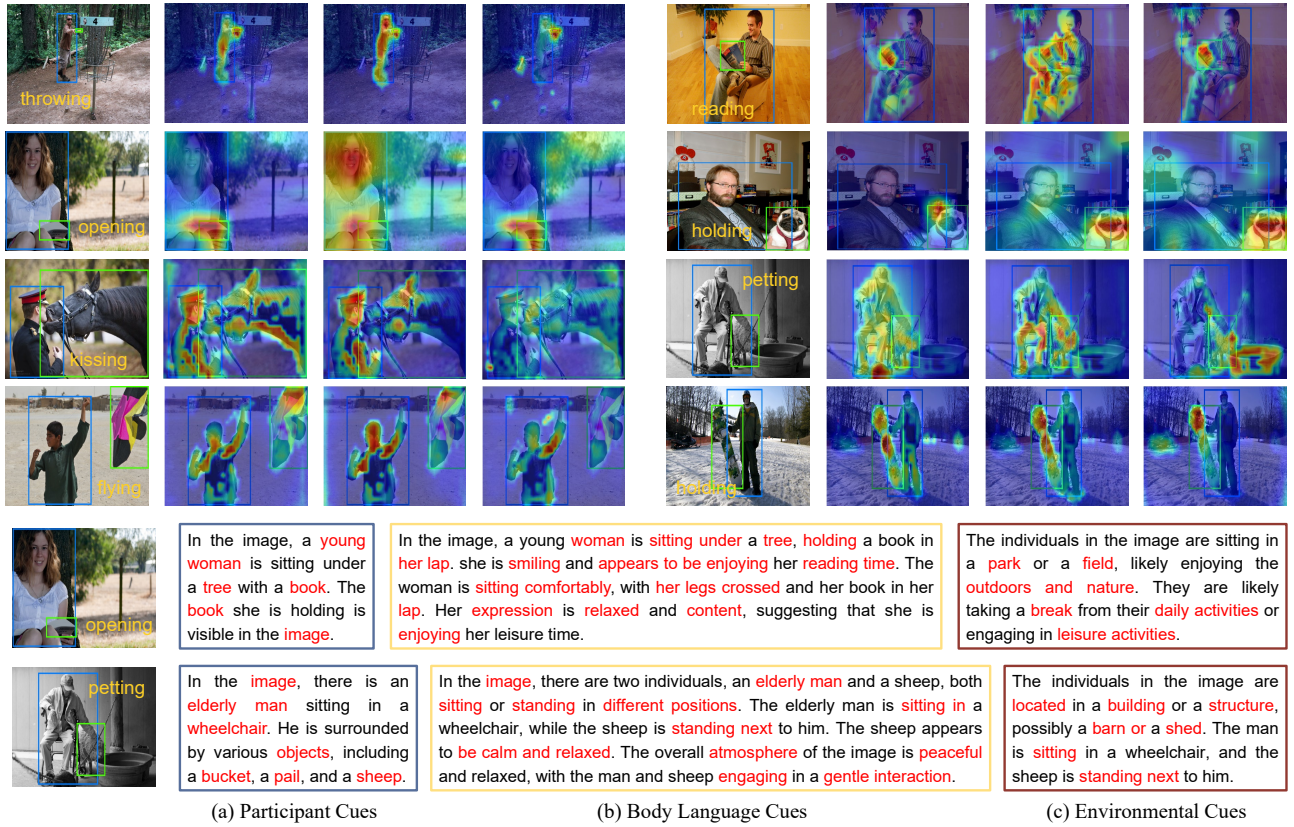 4
throwing
reading
opening
holding
kissing
petting
flying
holding
opening
In the image, a young
woman is sitting under
a tree with a book. The
book she is holding is
visible in the image.
In the image, a young woman is sitting under a tree, holding a book in
her lap. she is smiling and appears to be enjoying her reading time. The
woman is sitting comfortably, with her legs crossed and her book in her
lap. Her expression is relaxed and content, suggesting that she is
enjoying her leisure time.
The individuals in the image are sitting in
a park or a field, likely enjoying the
outdoors and nature. They are likely
taking a break from their daily activities or
engaging in leisure activities.
petting
In the image, there is an
elderly man sitting in a
wheelchair. He is surrounded
by various objects, including
a bucket, a pail, and a sheep.
In the image, there are two individuals, an elderly man and a sheep, both
sitting or standing in different positions. The elderly man is sitting in a
wheelchair, while the sheep is standing next to him. The sheep appears
to be calm and relaxed. The overall atmosphere of the image is peaceful
and relaxed, with the man and sheep engaging in a gentle interaction.
The individuals in the image are
located in a building or a structure,
possibly a barn or a shed. The man
is sitting in a wheelchair, and the
sheep is standing next to him.
(a) Participant Cues
(b) Body Language Cues
(c) Environmental Cues